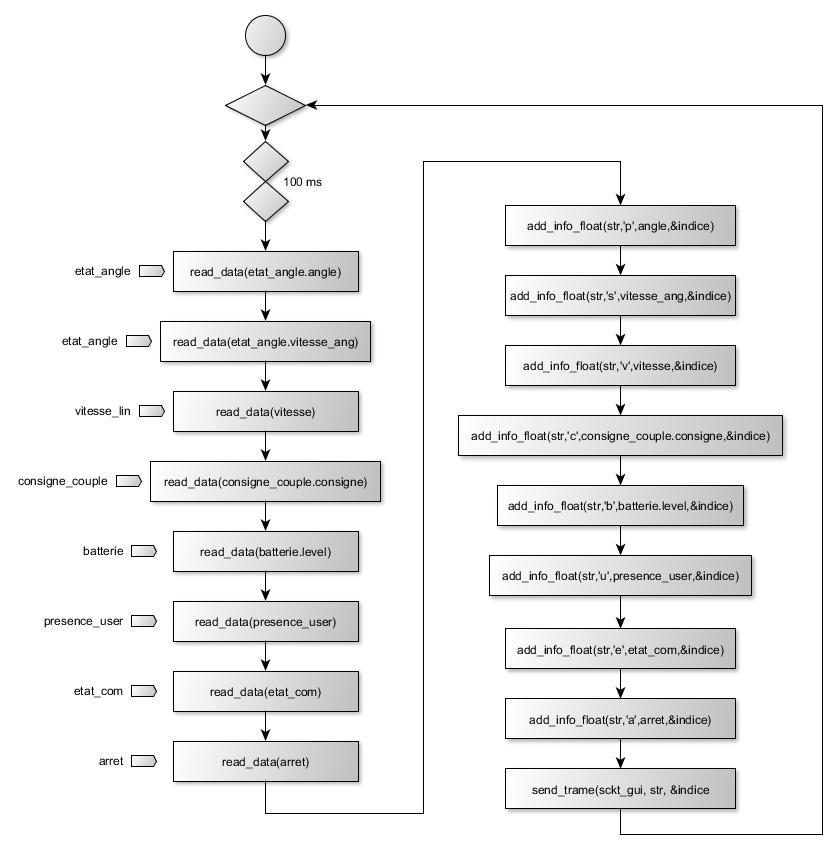 100 ms
etat_angle
read_data(etat_angle.angle)
etat_angle
read_data(etat_angle.vitesse_ang)
vitesse_lin
read_data(vitesse)
consigne_couple
read_data(consigne_couple.consigne)
batterie
read_data(batterie.level)
presence_user
read_data(presence_user)
etat_com
read_data(etat_com)
arret
read_data(arret)
add_info_float(str,'p',angle,&indice)
add_info_float(str,'s',vitesse_ang,&indice)
add_info_float(str,'v',vitesse,&indice)
add_info_float(str,'c',consigne_couple.consigne,&indice)
add_info_float(str,'b',batterie.level,&indice)
add_info_float(str,'u',presence_user,&indice)
add_info_float(str,'e',etat_com,&indice)
add_info_float(str,'a',arret,&indice)
send_trame(sckt_gui, str, &indice